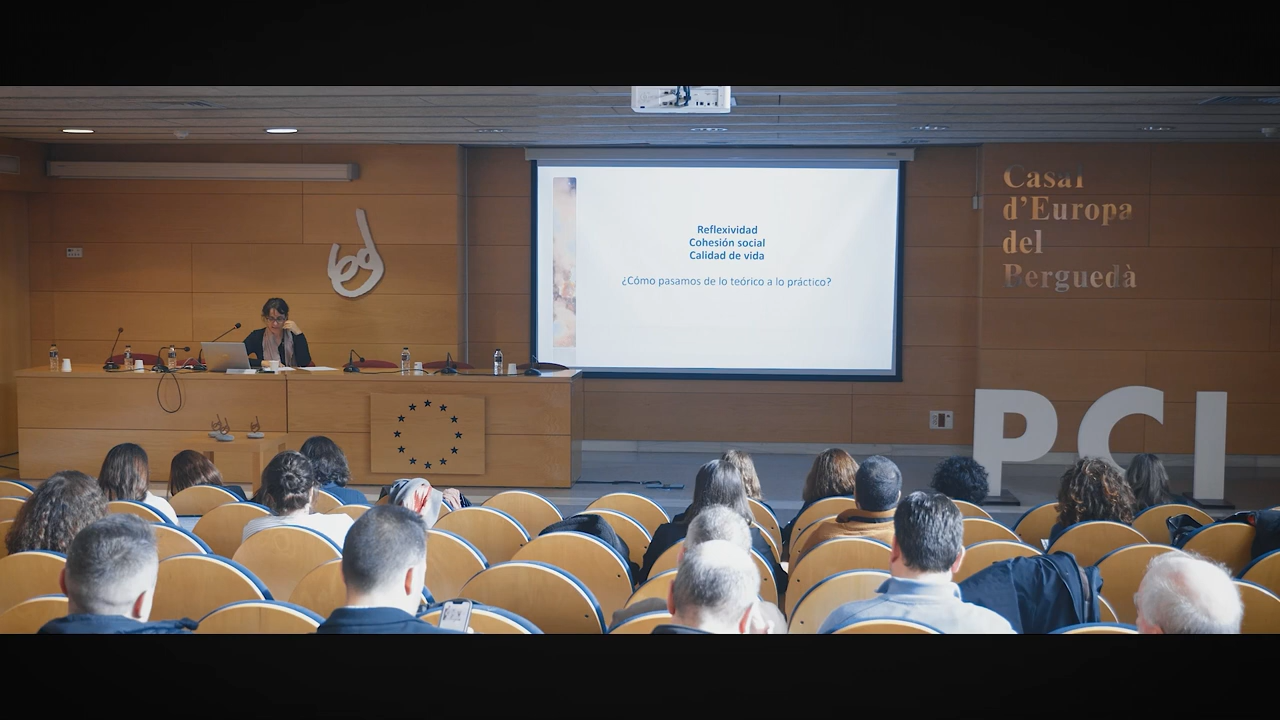 Reflexividad
Cohesión social
Calidad de vida
¿Cómo pasamos de lo teórico a lo práctico?
Casal
d'Europa
del
Berguedà
PCI